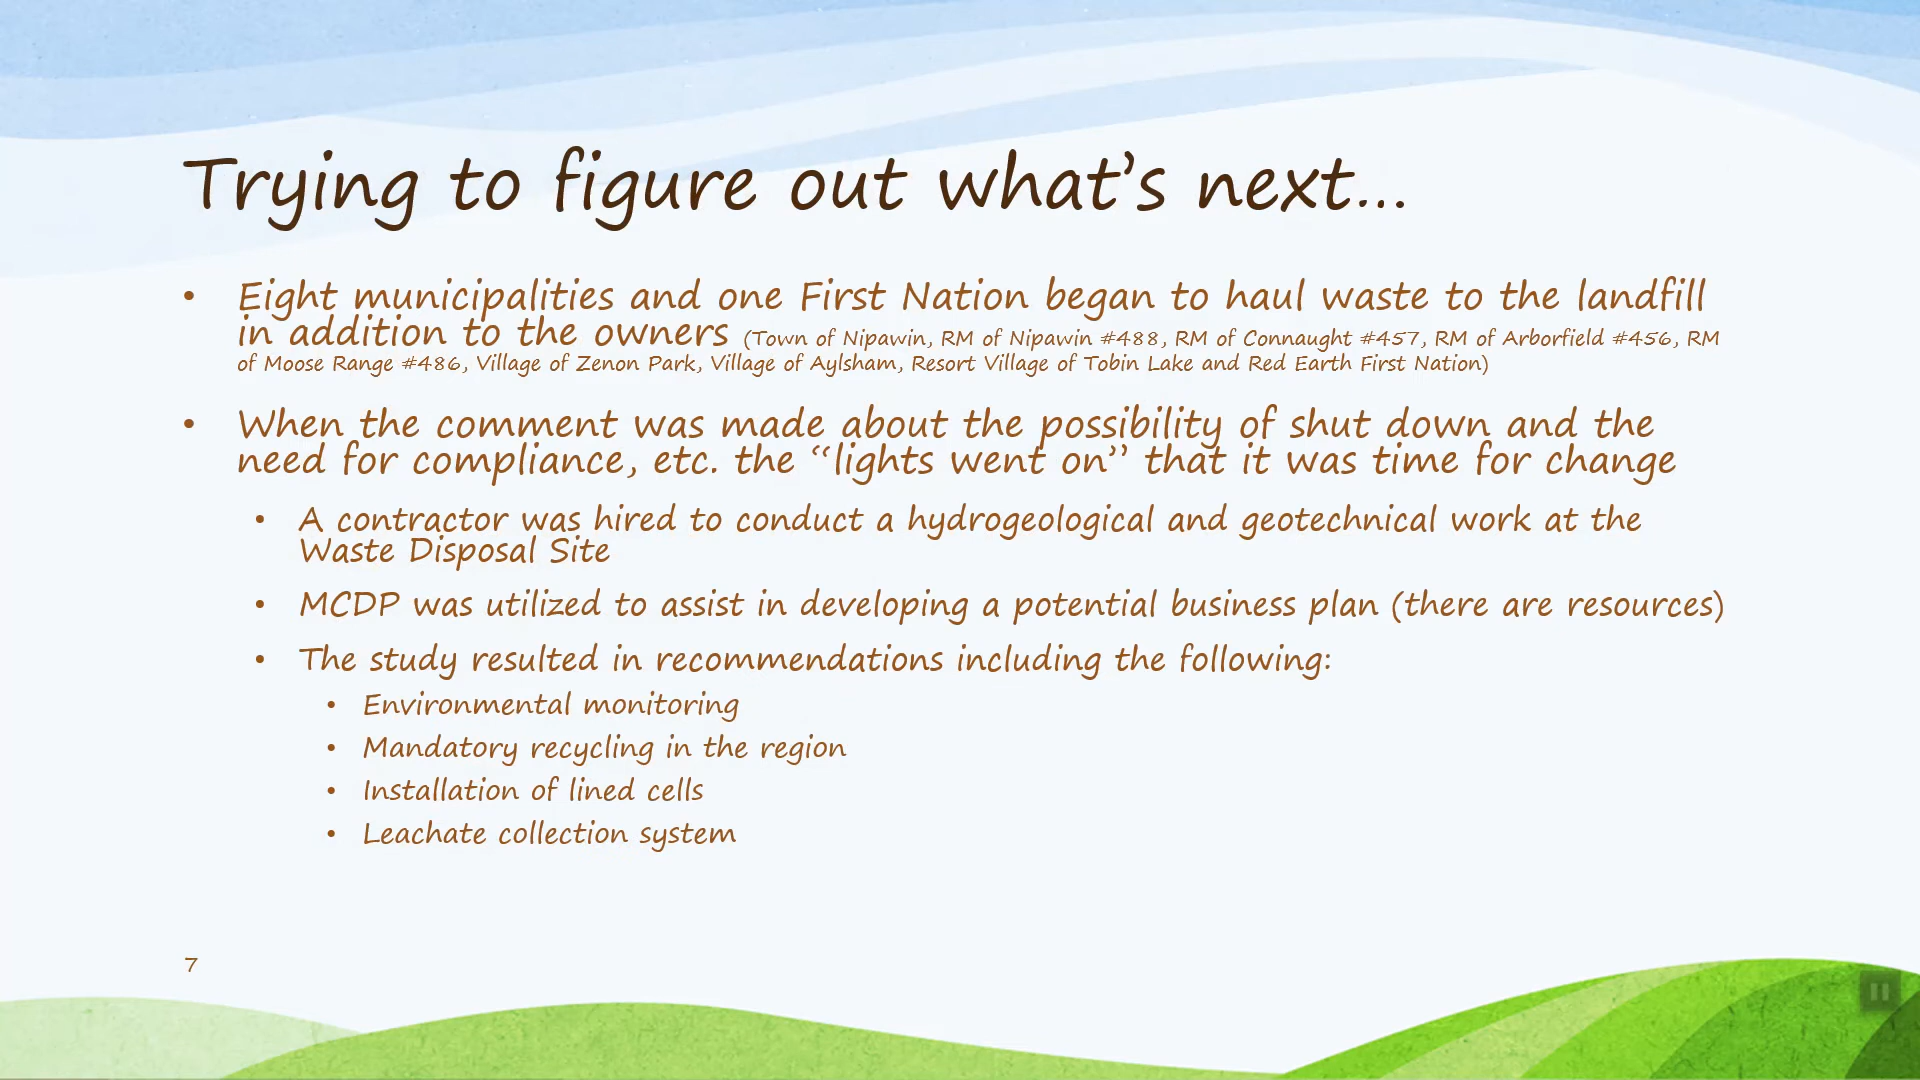 Trying to figure out what's next...
• Eight municipalities and one First Nation began to haul waste to the landfill
in addition to the owners (Town of Nipawin, RM of Nipawin #488, RM of Connaught #457, RM of Arborfield #456, RM
of Moose Range #486, Village of Zenon Park, Village of Aylsham, Resort Village of Tobin Lake and Red Earth First Nation)
• When the comment was made about the possibility of shut down and the
need for compliance, etc. the “lights went on” that it was time for change
• A contractor was hired to conduct a hydrogeological and geotechnical work at the
Waste Disposal Site
• MCDP was utilized to assist in developing a potential business plan (there are resources)
• The study resulted in recommendations including the following:
• Environmental monitoring
• Mandatory recycling in the region
• Installation of lined cells
• Leachate collection system
7